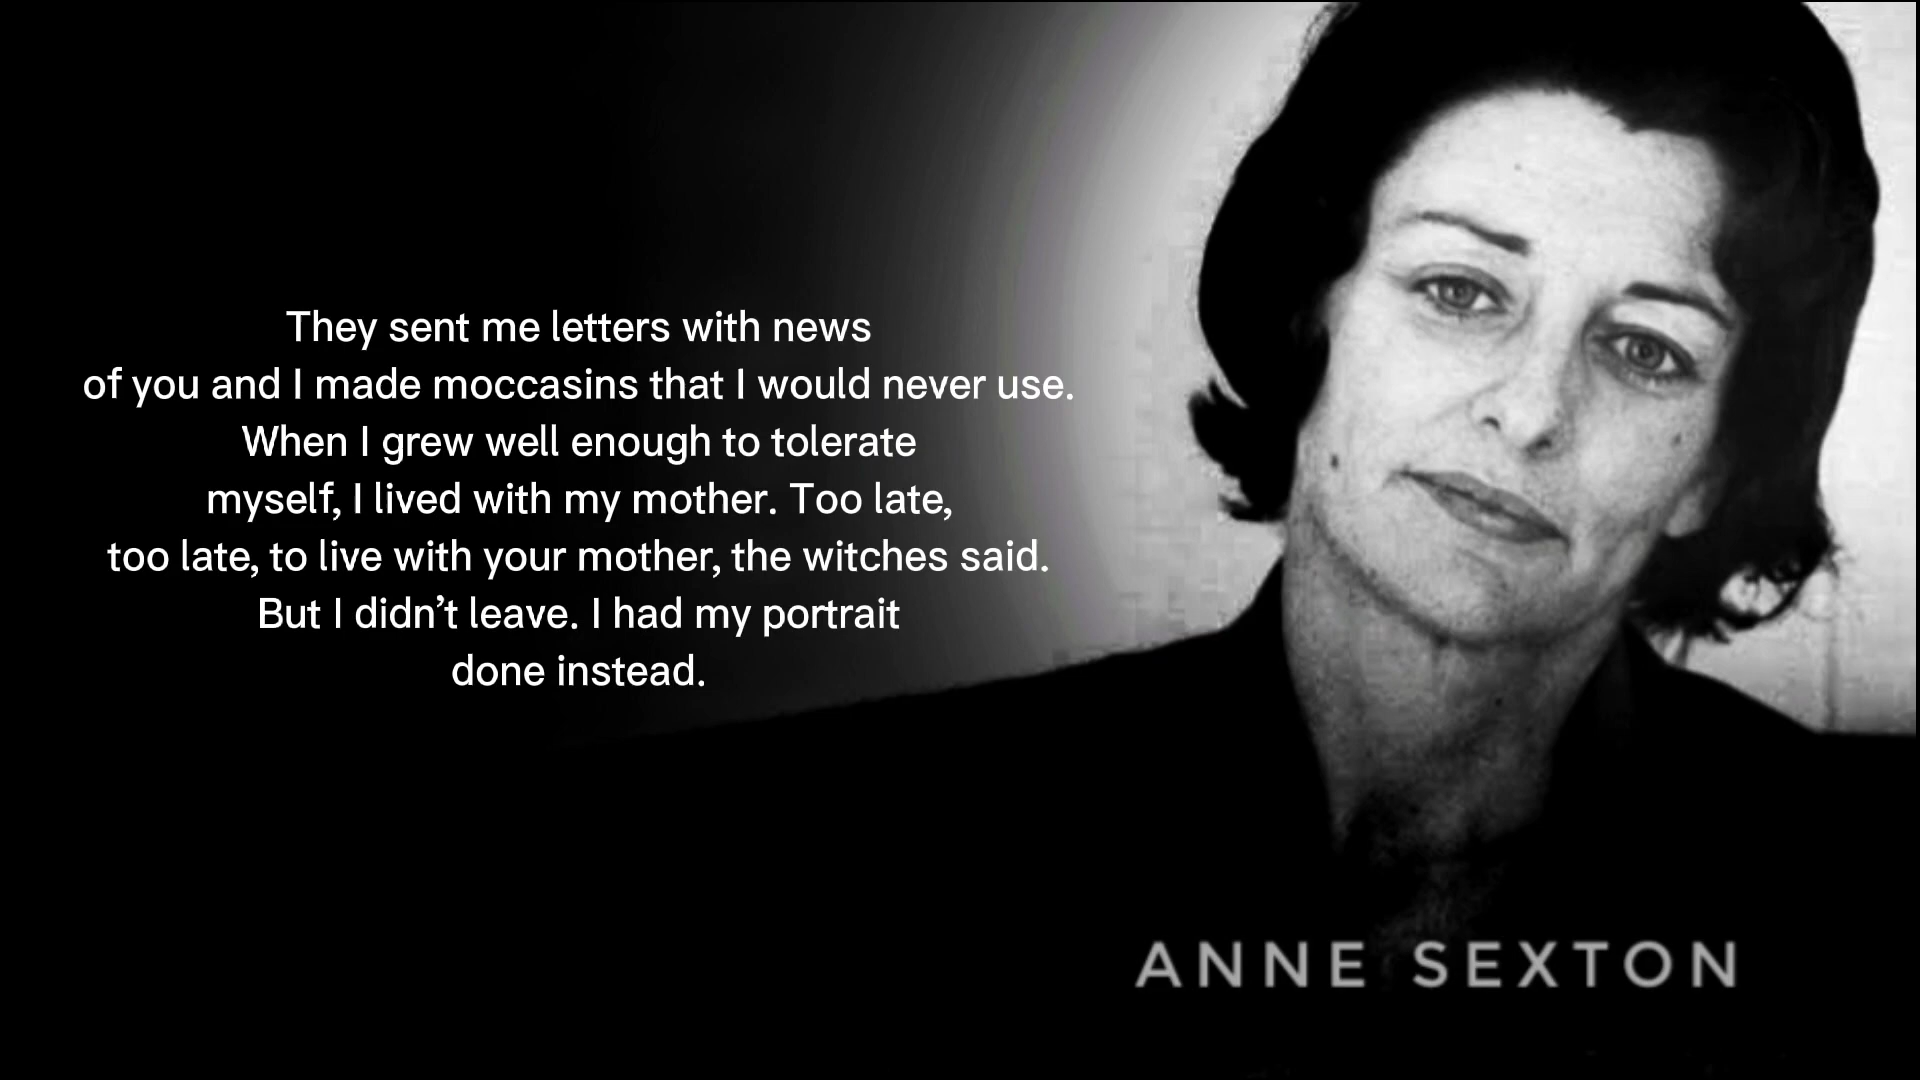 They sent me letters with news
of you and I made moccasins that I would never use.
When I grew well enough to tolerate
myself, I lived with my mother. Too late,
too late, to live with your mother, the witches said.
But I didn’t leave. I had my portrait
done instead.
ANNE SEXTON